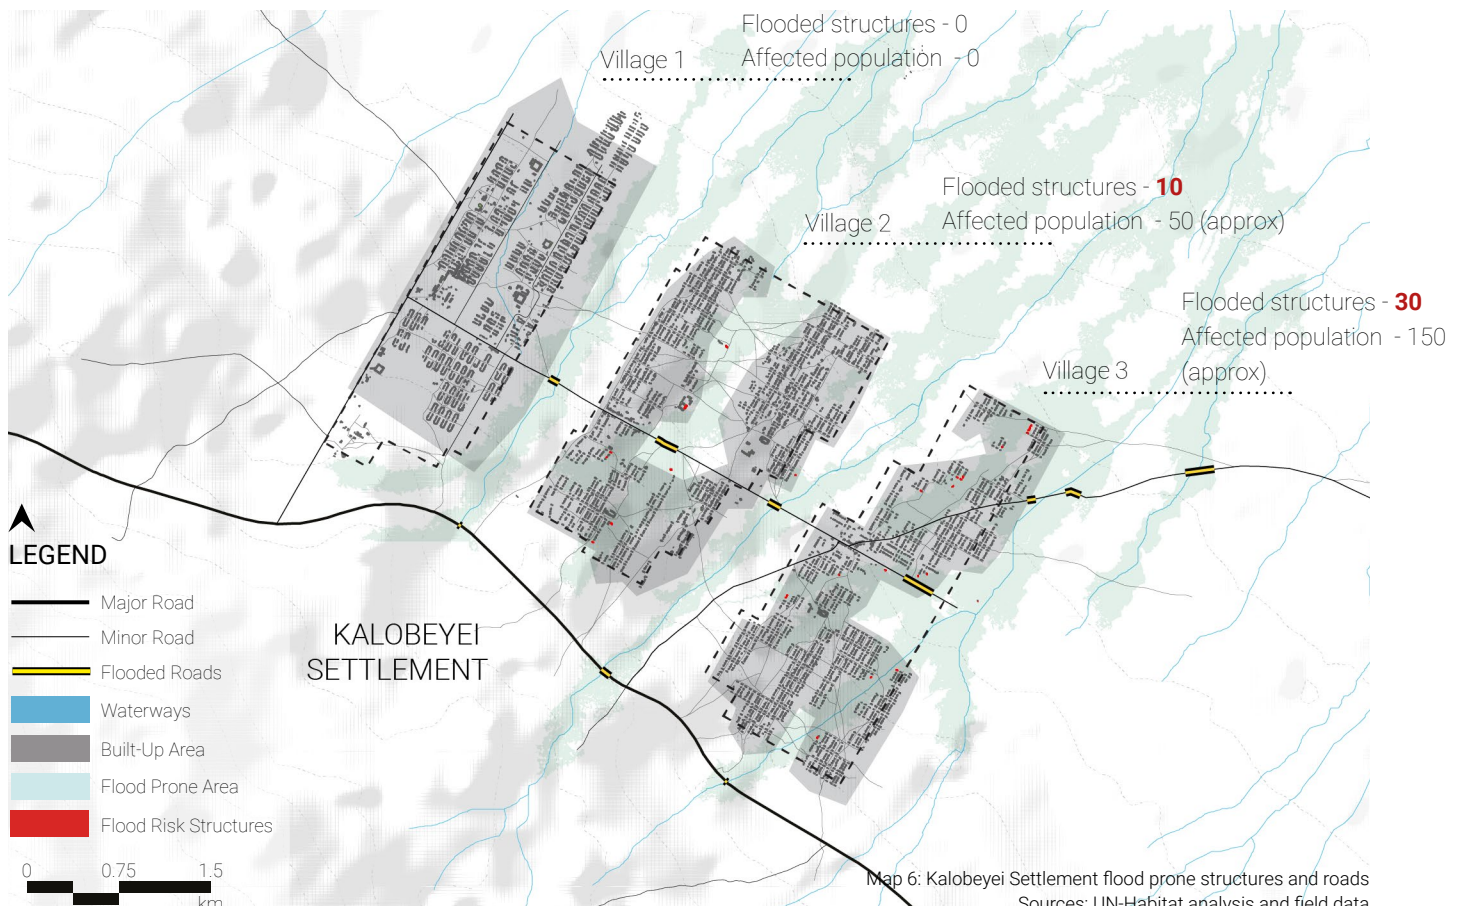 Flooded structures - 0
Village 1
Affected population - 0
Flooded structures - 10
Village 2
Affected population - 50 (approx)
Flooded structures - 30
Affected population - 150
(approx)
Village 3
LEGEND
Major Road
Minor Road
Flooded Roads
Waterways
Built-Up Area
Flood Prone Area
Flood Risk Structures
KALOBEYEI
SETTLEMENT
0 0.75 1.5
km
Map 6: Kalobeyei Settlement flood prone structures and roads
Sources: UN-Habitat analysis and field data